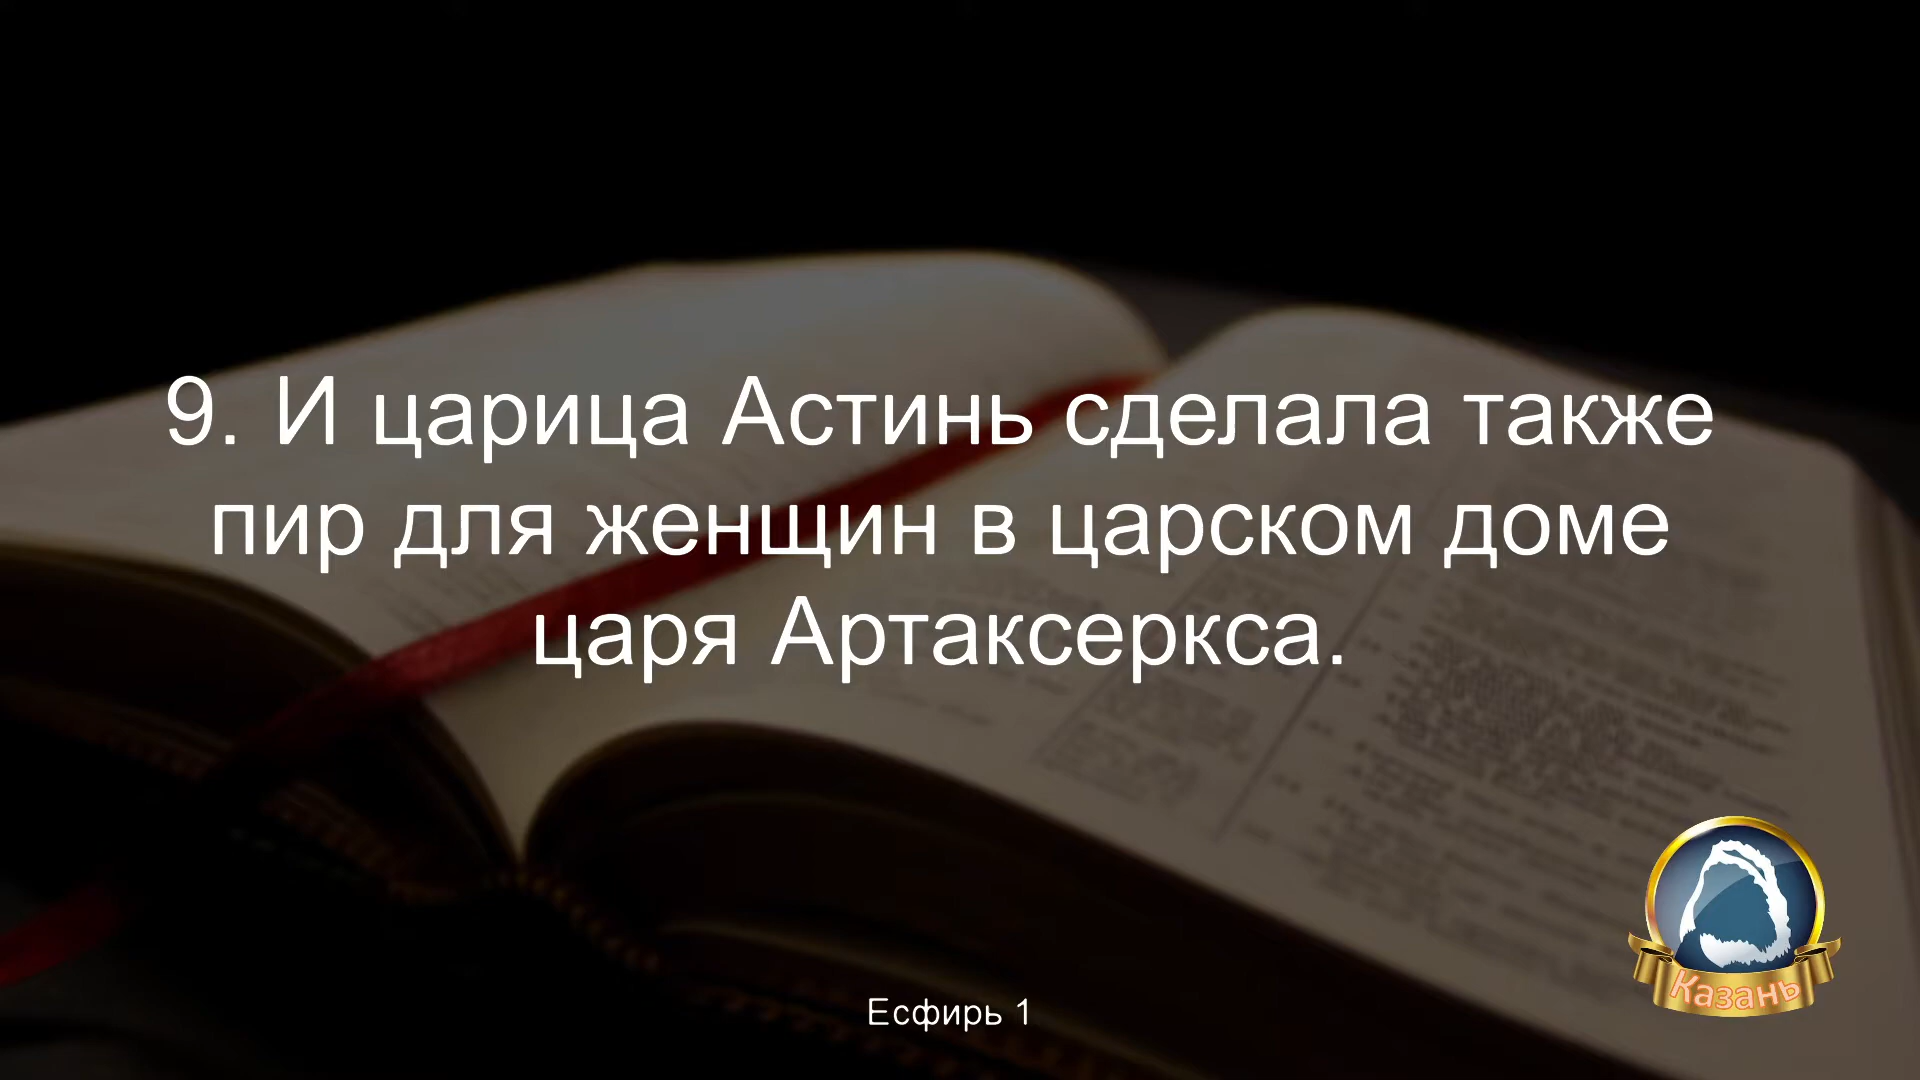 9. И царица Астинь сделала также
пир для женщин в царском доме
царя Артаксеркса.
Казань
Есфирь 1